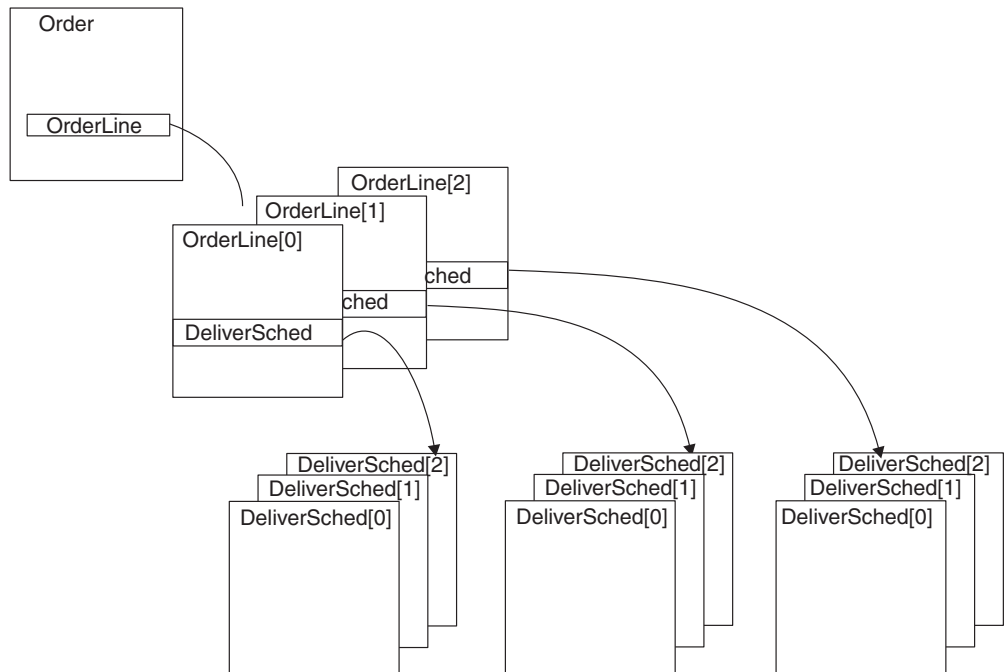 Order
OrderLine
OrderLine[2]
OrderLine[1]
OrderLine[0]
ched
ched
DeliverSched
DeliverSched[2]
DeliverSched[1]
DeliverSched[0]
DeliverSched[2]
DeliverSched[1]
DeliverSched[0]
DeliverSched[2]
DeliverSched[1]
DeliverSched[0]